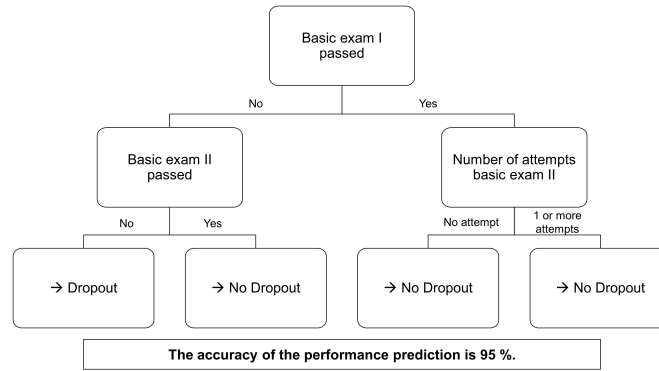 Basic exam I
passed
No
Yes
Basic exam II
passed
Number of attempts
basic exam II
No
Yes
No attempt
1 or more
attempts
→ Dropout
→ No Dropout
→ No Dropout
→ No Dropout
The accuracy of the performance prediction is 95 %.